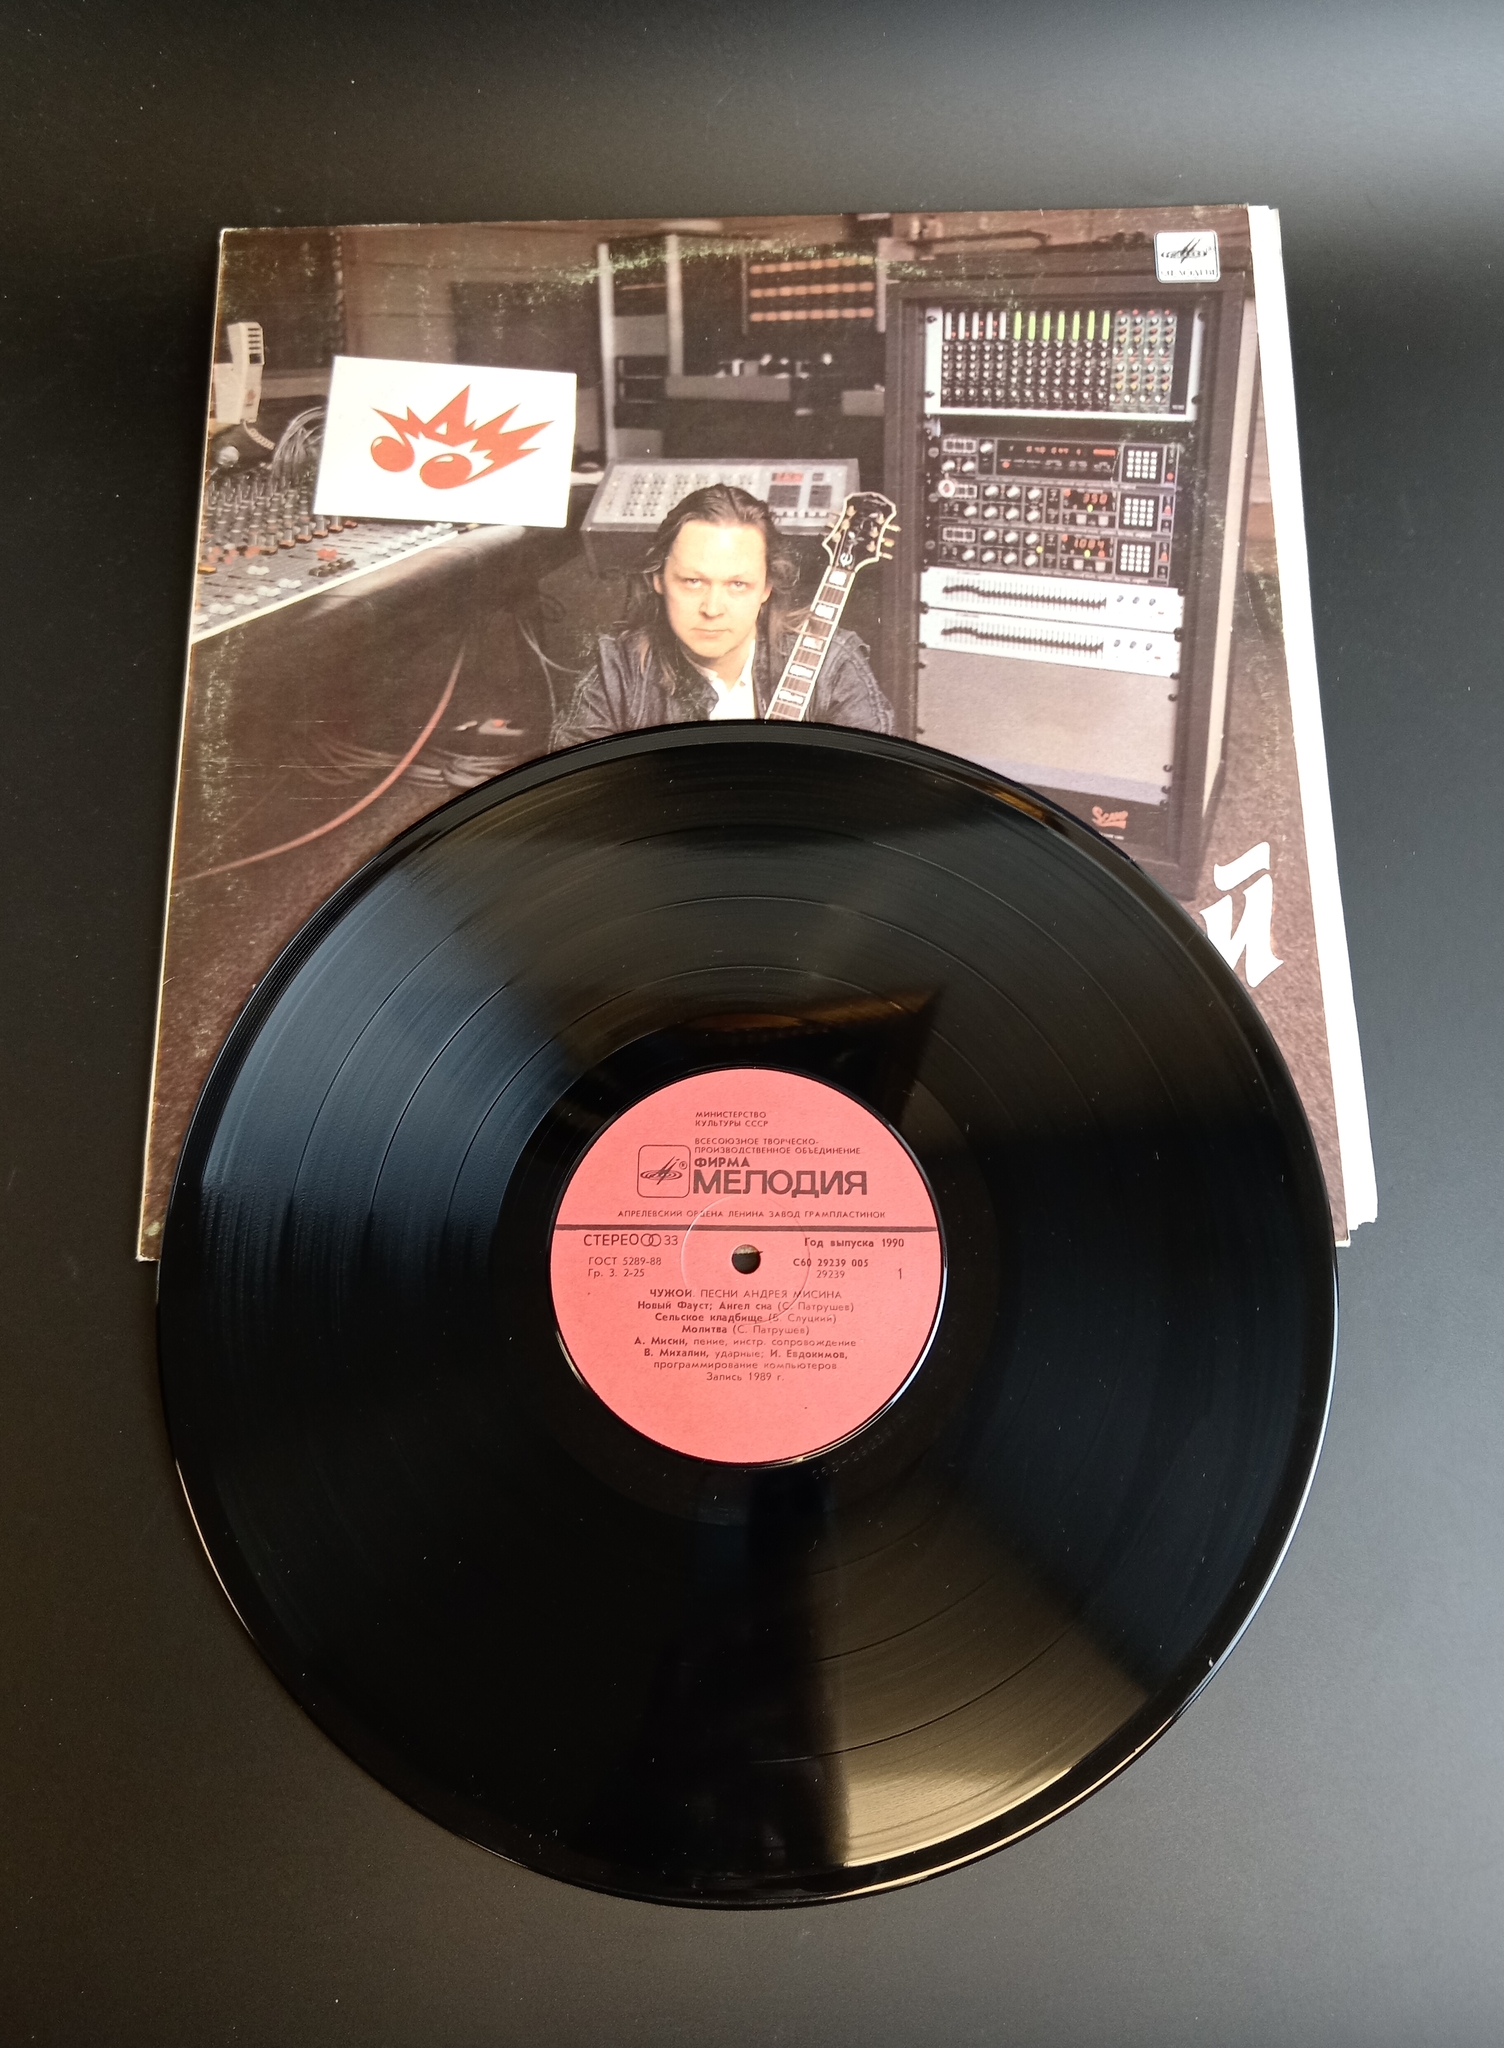 МЕЛОДИЯ
Scamp
й
МИНИСТЕРСТВО
КУЛЬТУРЫ СССР
ВСЕСОЮЗНОЕ ТВОРЧЕСКО-
ПРОИЗВОДСТВЕННОЕ ОБЪЕДИНЕНИЕ
ФИРМА
МЕЛОДИЯ
АПРЕЛЕВСКИЙ ОРДЕНА ЛЕНИНА ЗАВОД ГРАМПЛАСТИНОК
СТЕРЕО 33 Год выпуска 1990
ГОСТ 5289-88 С60 29239 005
Гр. 3. 2-25 29239 1
ЧУЖОЙ. ПЕСНИ АНДРЕЯ МИСИНА
Новый Фауст; Ангел сна (С. Патрушев)
Сельское кладбище (Б. Слуцкий)
Молитва (С. Патрушев)
А. Мисин, пение, инстр. сопровождение
В. Михалин, ударные; И. Евдокимов,
программирование компьютеров
Запись 1989 г.